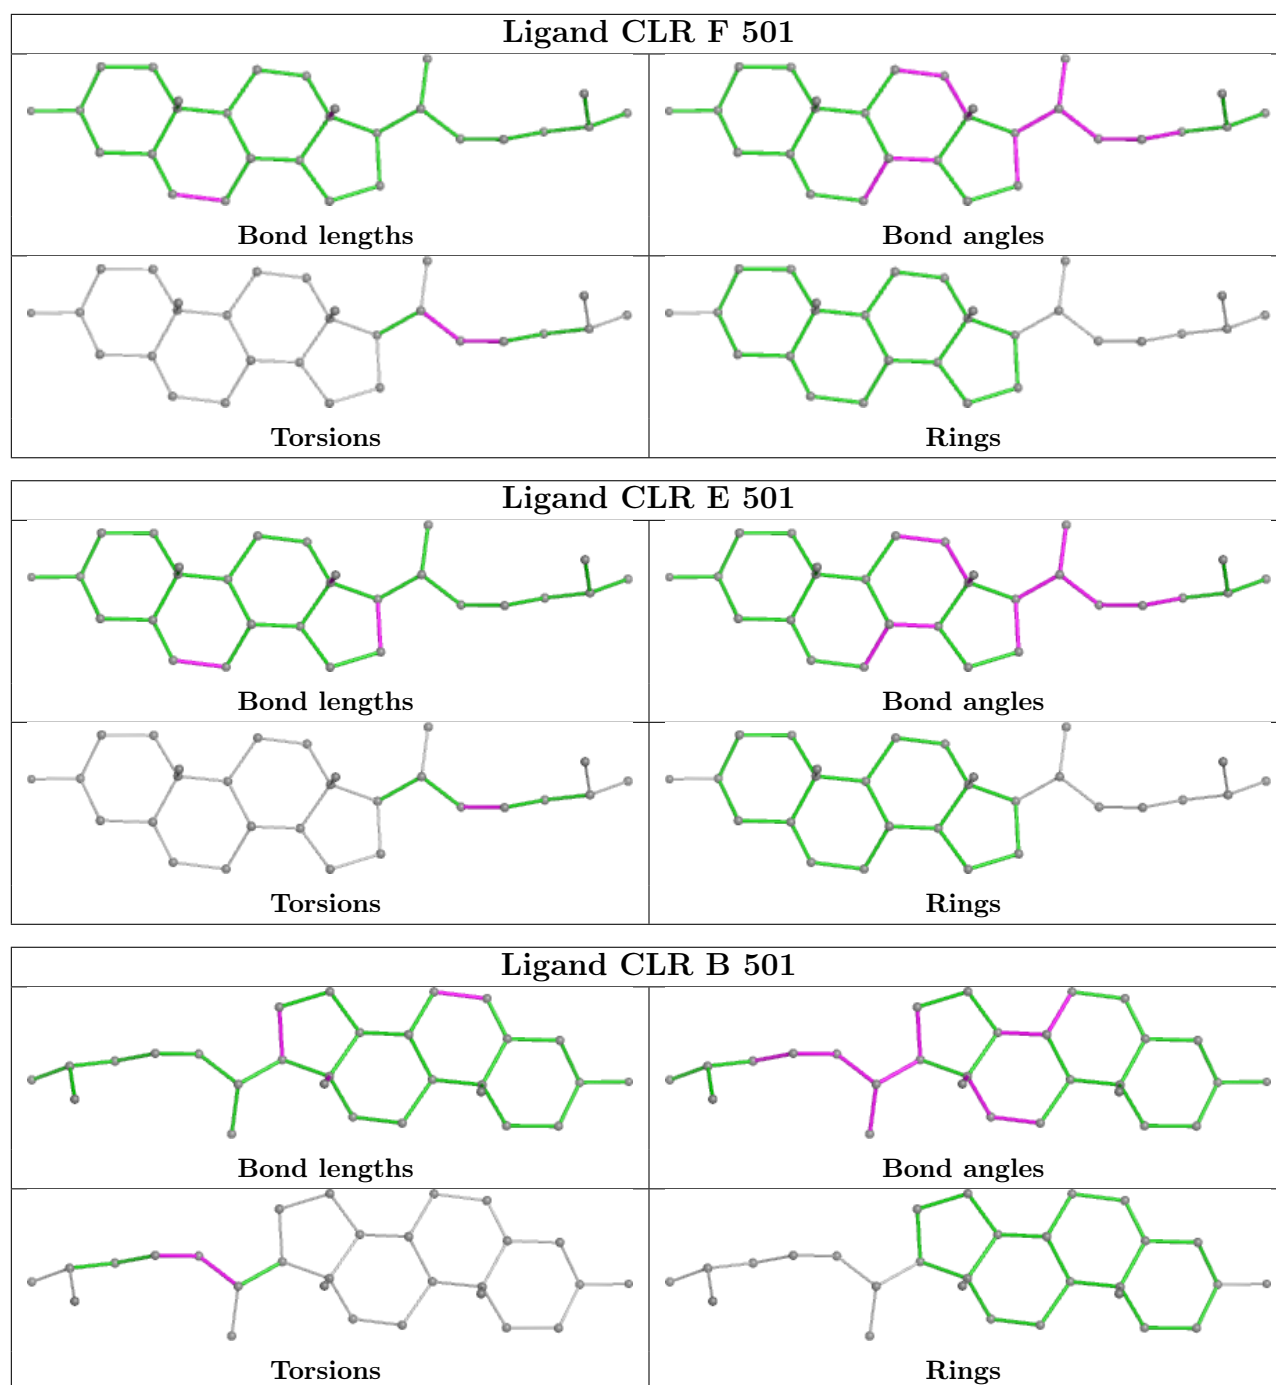 Ligand CLR F 501
Bond lengths
Bond angles
Torsions
Rings
Ligand CLR E 501
Bond lengths
Bond angles
Torsions
Rings
Ligand CLR B 501
Bond lengths
Bond angles
Torsions
Rings